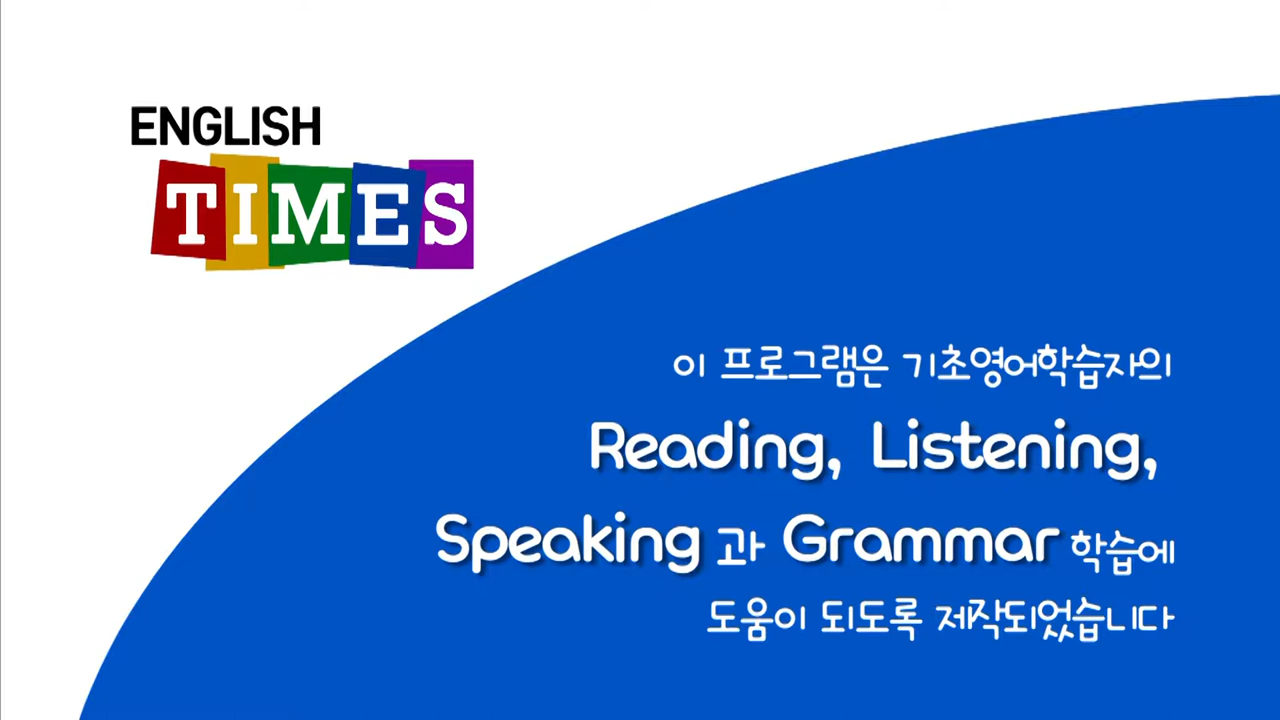 ENGLISH
TIMES
이 프로그램은 기초영어학습자의
Reading, Listening,
Speaking 과 Grammar 학습에
도움이 되도록 제작되었습니다